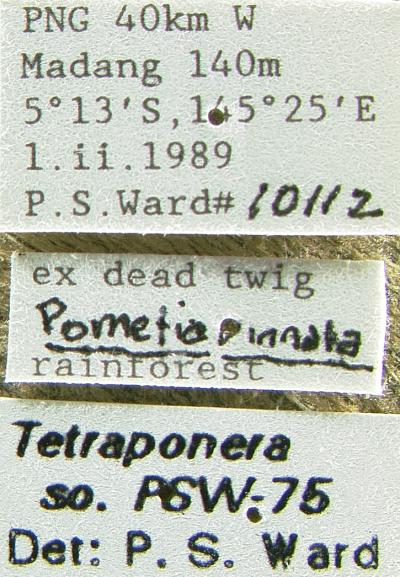 PNG 40km W
Madang 140m
5°13'S,145°25'E
1.ii.1989
P.S.Ward# 10112
ex dead twig
Pometia pinnata
rainforest
Tetraponera
sp. PSW-75
Det: P. S. Ward